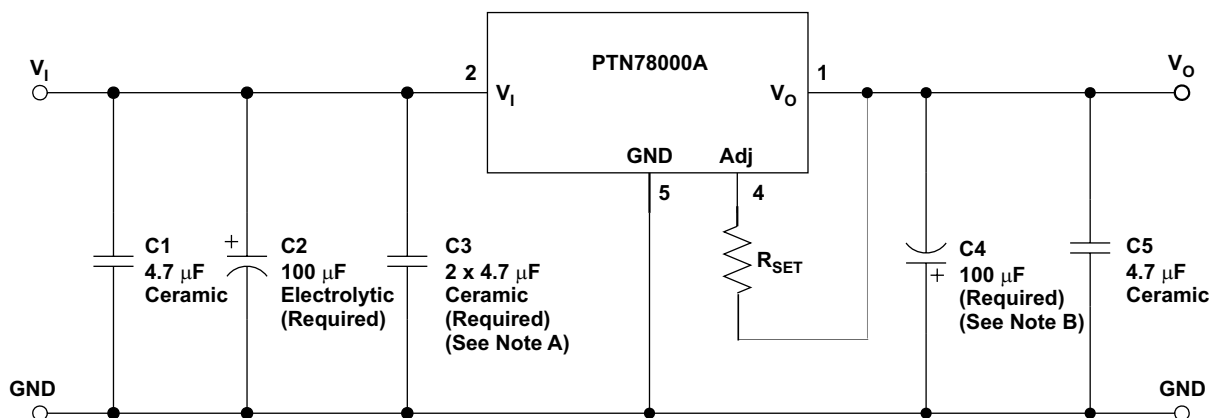 PTN78000A
V_I
2
V_I
V_O
1
V_O
GND
Adj
5
4
C1
4.7 μF
Ceramic
+
C2
100 μF
Electrolytic
(Required)
C3
2 x 4.7 μF
Ceramic
(Required)
(See Note A)
R_SET
+
C4
100 μF
(Required)
(See Note B)
C5
4.7 μF
Ceramic
GND
GND